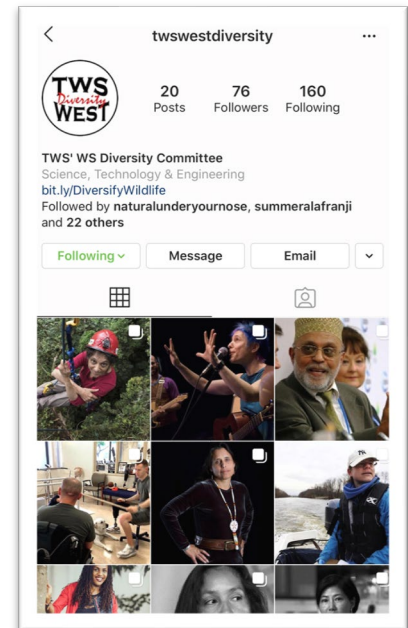 twswestdiversity
TWS
Diversity
WEST
20 76 160
Posts Followers Following
TWS' WS Diversity Committee
Science, Technology & Engineering
bit.ly/DiversifyWildlife
Followed by naturalunderyournose, summeralafranji
and 22 others
Following Message Email